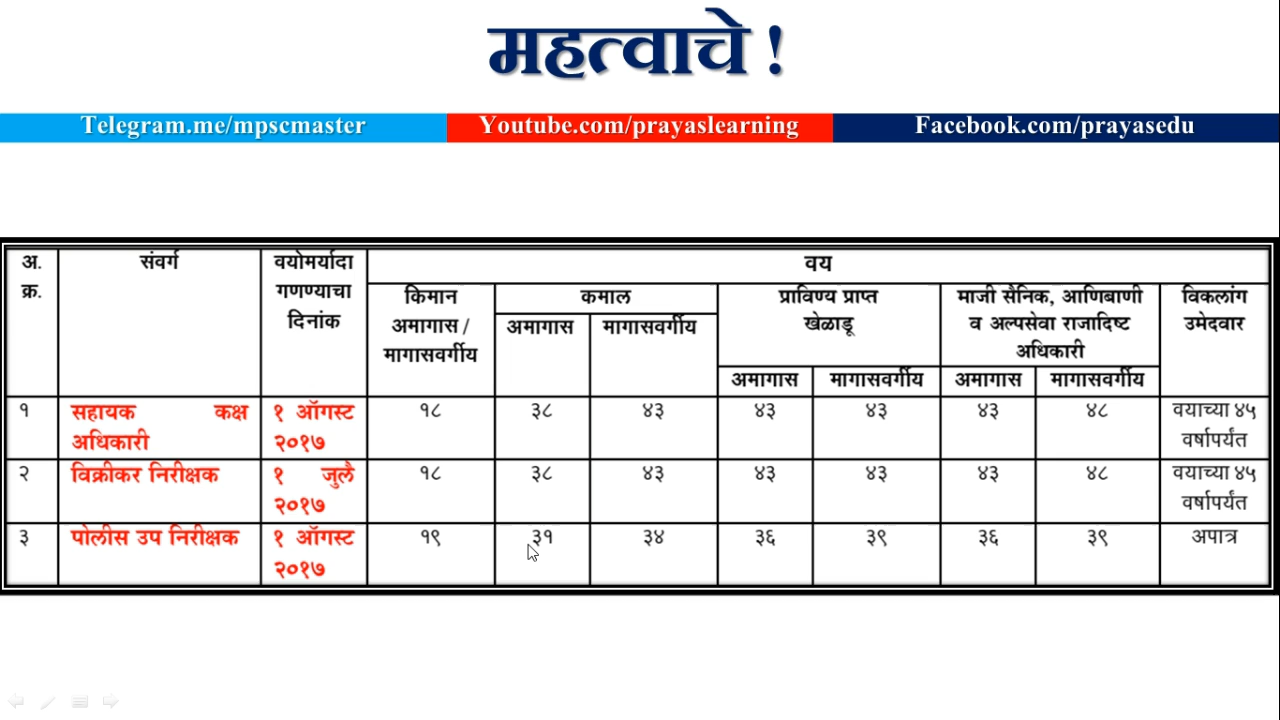 महत्वाचे !
Telegram.me/mpscmaster Youtube.com/prayaslearning Facebook.com/prayasedu
अ. क्र. संवर्ग वयोमर्यादा गणण्याचा दिनांक वय
किमान अमागास / मागासवर्गीय कमाल प्राविण्य प्राप्त खेळाडू माजी सैनिक, आणिबाणी व अल्पसेवा राजादिष्ट अधिकारी विकलांग उमेदवार
अमागास मागासवर्गीय अमागास मागासवर्गीय अमागास मागासवर्गीय
१ सहायक कक्ष अधिकारी १ ऑगस्ट २०१७ १८ ३८ ४३ ४३ ४३ ४३ ४८ वयाच्या ४५ वर्षापर्यंत
२ विक्रीकर निरीक्षक १ जुलै २०१७ १८ ३८ ४३ ४३ ४३ ४३ ४८ वयाच्या ४५ वर्षापर्यंत
३ पोलीस उप निरीक्षक १ ऑगस्ट २०१७ १९ ३१ ३४ ३६ ३९ ३६ ३९ अपात्र